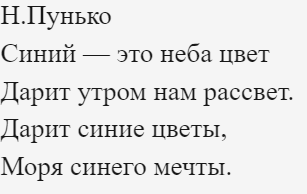 Н.Пунько
Синий — это неба цвет
Дарит утром нам рассвет.
Дарит синие цветы,
Моря синего мечты.